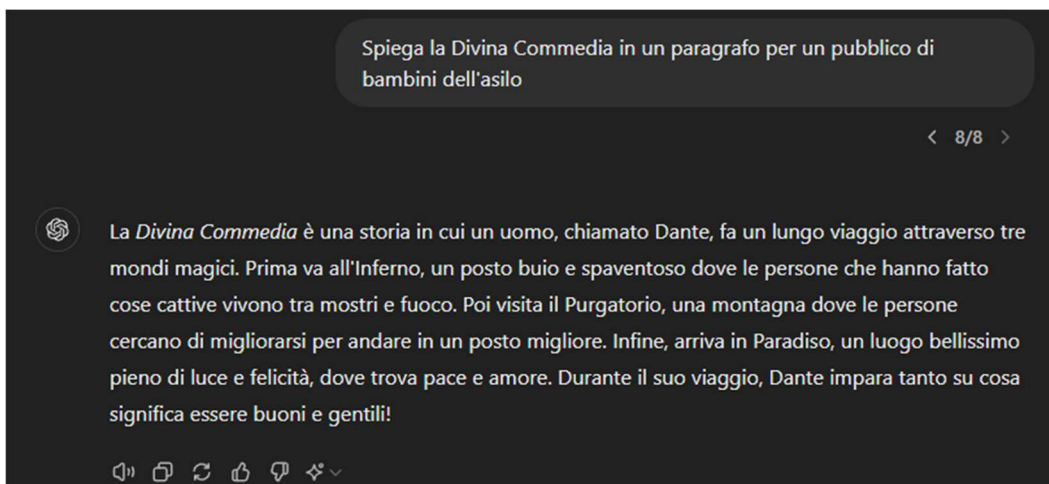 Spiega la Divina Commedia in un paragrafo per un pubblico di
bambini dell'asilo
< 8/8 >
La Divina Commedia è una storia in cui un uomo, chiamato Dante, fa un lungo viaggio attraverso tre
mondi magici. Prima va all'Inferno, un posto buio e spaventoso dove le persone che hanno fatto
cose cattive vivono tra mostri e fuoco. Poi visita il Purgatorio, una montagna dove le persone
cercano di migliorarsi per andare in un posto migliore. Infine, arriva in Paradiso, un luogo bellissimo
pieno di luce e felicità, dove trova pace e amore. Durante il suo viaggio, Dante impara tanto su cosa
significa essere buoni e gentili!